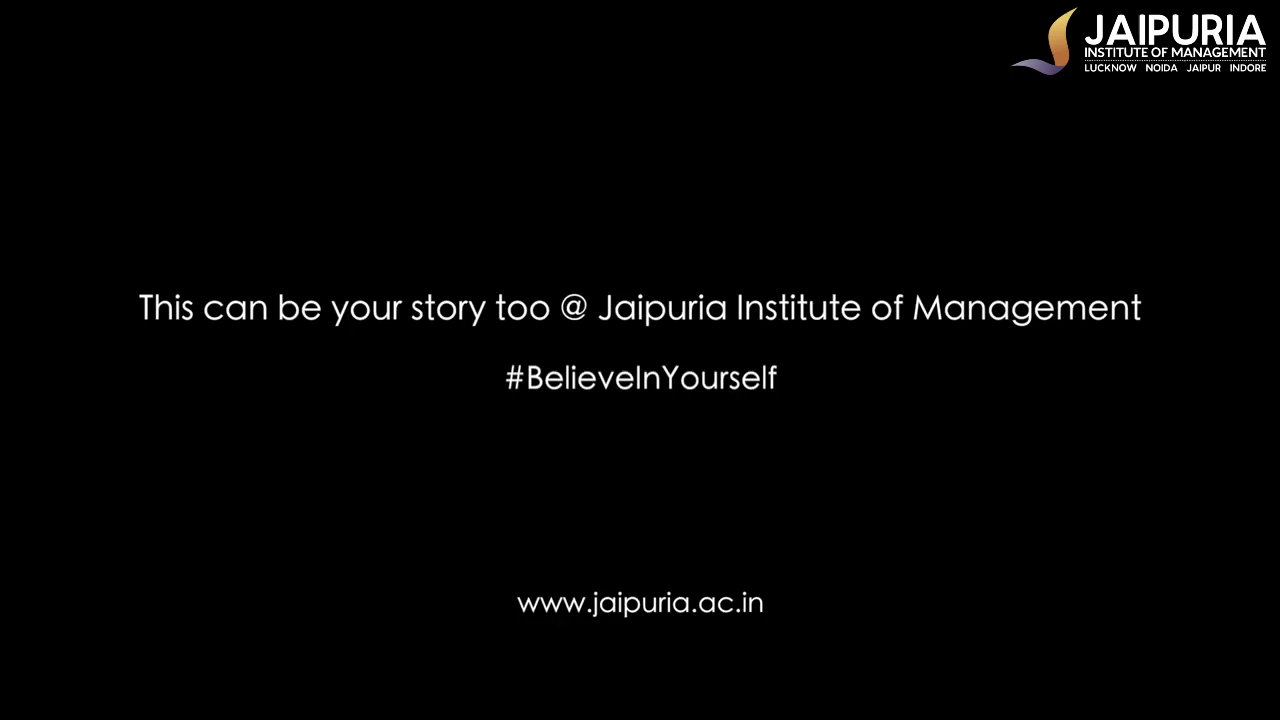 JAIPURIA
INSTITUTE OF MANAGEMENT
LUCKNOW NOIDA JAIPUR INDORE
This can be your story too @ Jaipuria Institute of Management
#BelieveInYourself
www.jaipuria.ac.in